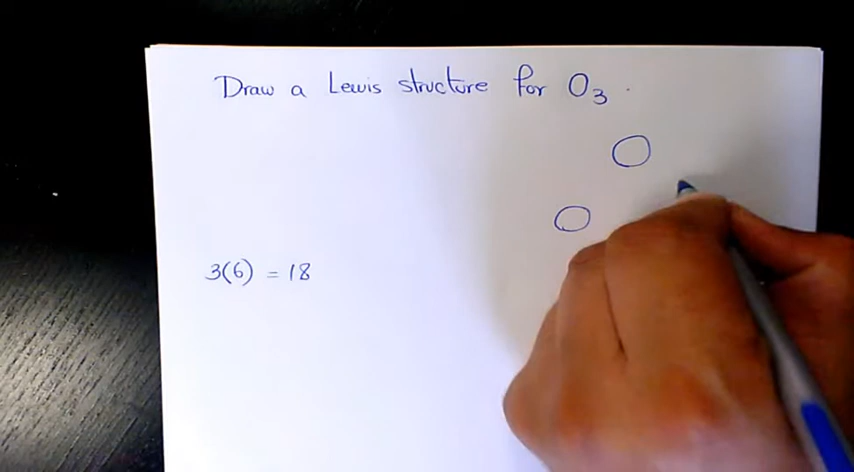 Draw a Lewis structure for O₃.
O
O
3(6) = 18